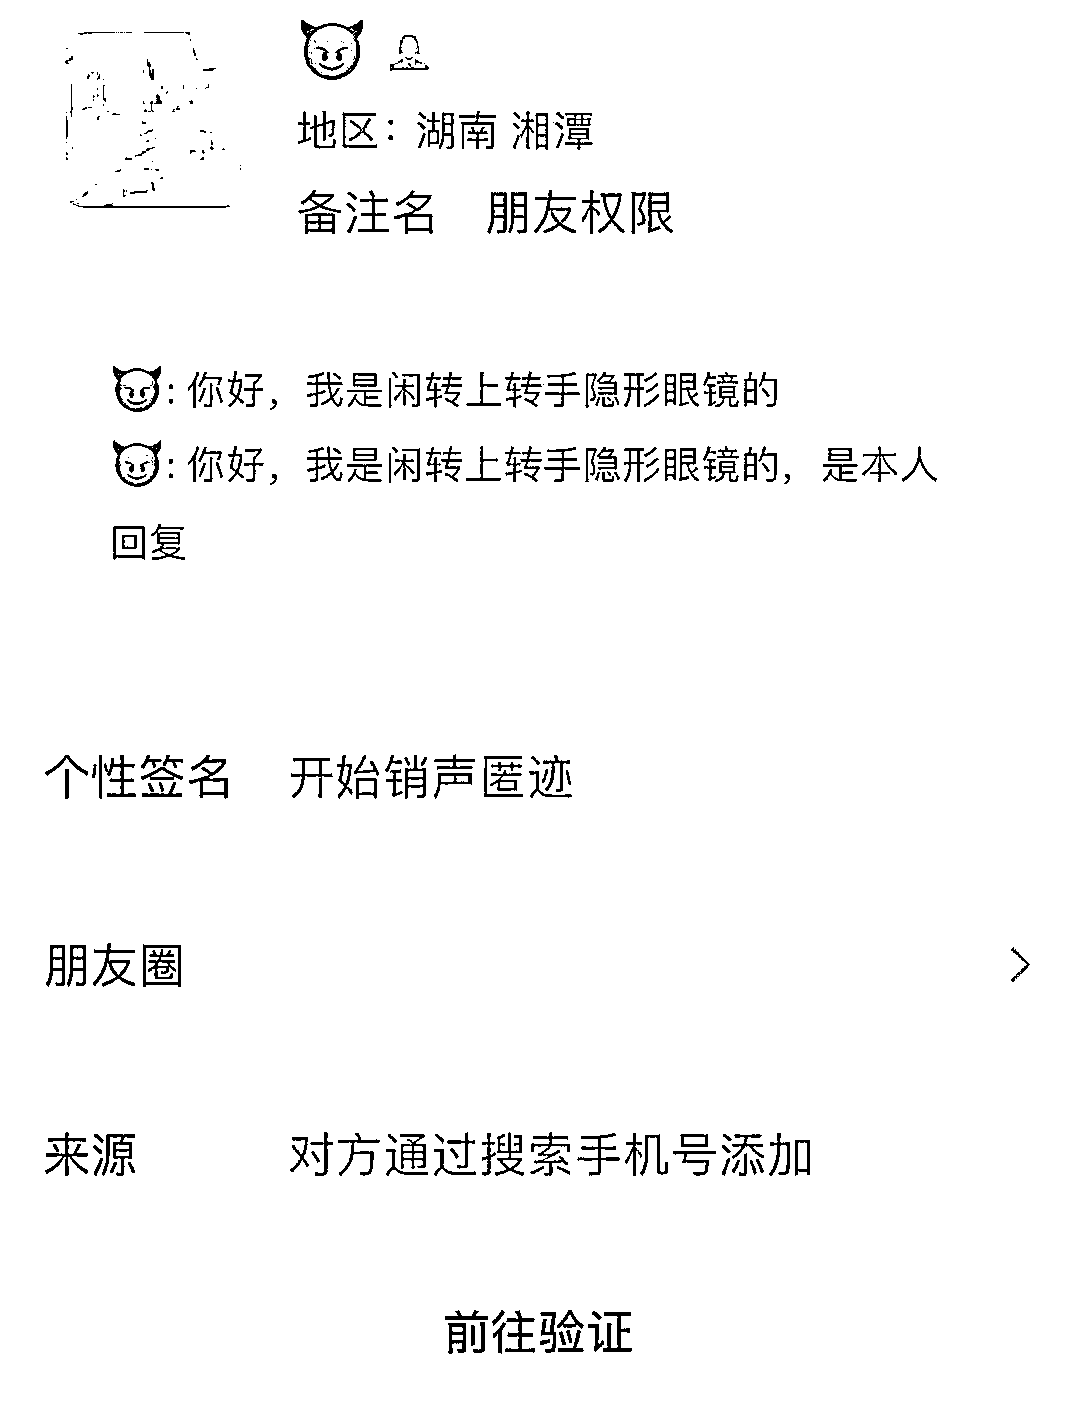 😈
地区：湖南 湘潭
备注名 朋友权限
😈: 你好，我是闲转上转手隐形眼镜的
😈: 你好，我是闲转上转手隐形眼镜的，是本人
回复
个性签名 开始销声匿迹
朋友圈
来源 对方通过搜索手机号添加
前往验证